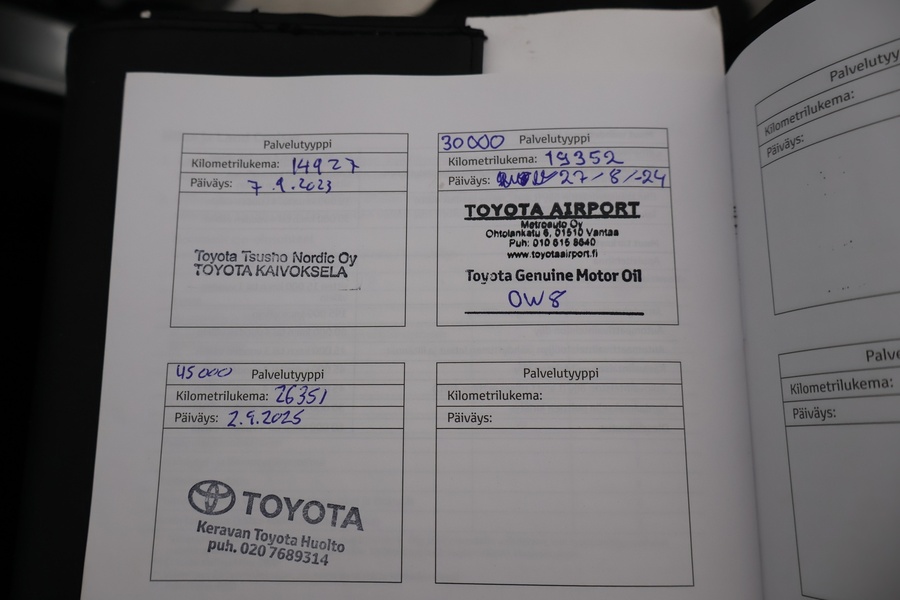 Palvelutyyppi
Kilometrilukema: 14927
Päiväys: 7.9.2023
Toyota Tsusho Nordic Oy
TOYOTA KAIVOKSELA
30000 Palvelutyyppi
Kilometrilukema: 19352
Päiväys: 27-8-24
TOYOTA AIRPORT
Metroauto Oy
Ohtolankatu 6, 01510 Vantaa
Puh: 010 615 8640
www.toyotaairport.fi
Toyota Genuine Motor Oil
0W8
45000 Palvelutyyppi
Kilometrilukema: 26351
Päiväys: 2.9.2025
TOYOTA
Keravan Toyota Huolto
puh. 020 7689314
Palvelutyyppi
Kilometrilukema:
Päiväys:
Palvelutyy
Kilometrilukema:
Päiväys:
Palve
Kilometrilukema:
Päiväys: